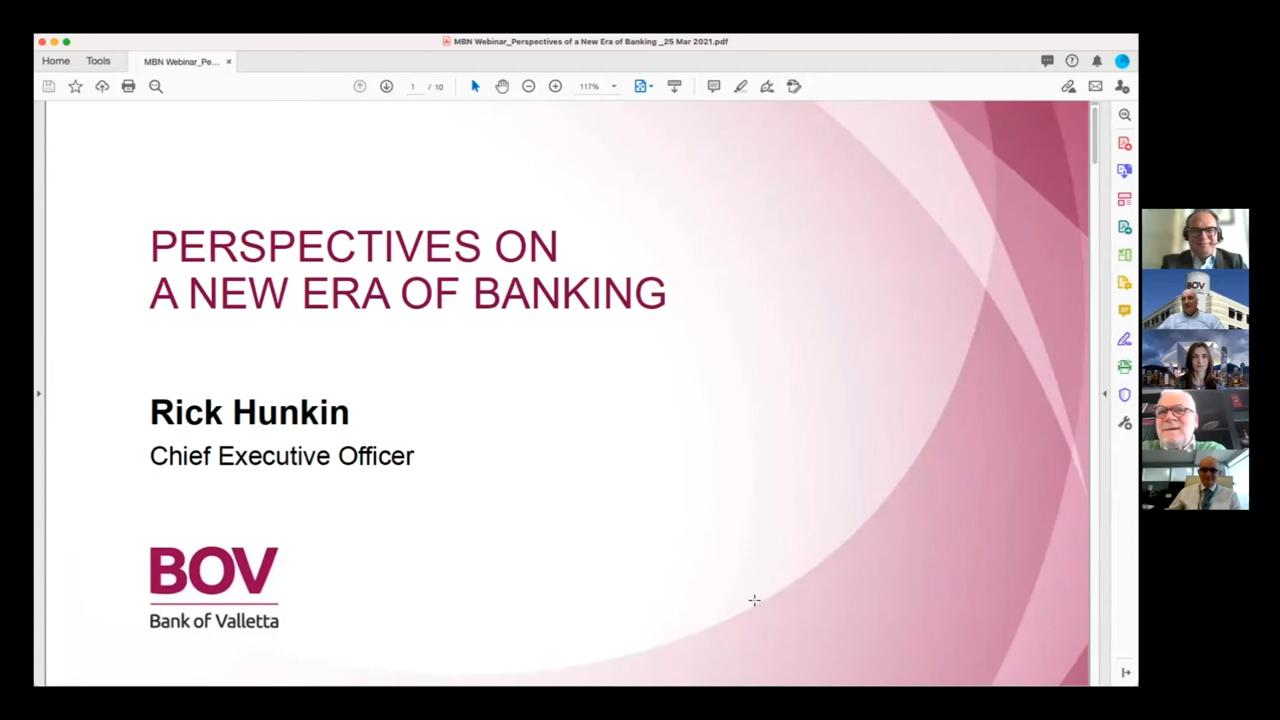 MBN Webinar_Perspectives of a New Era of Banking _25 Mar 2021.pdf
Home Tools MBN Webinar_Pe... ×
1 / 10 117%
PERSPECTIVES ON
A NEW ERA OF BANKING
Rick Hunkin
Chief Executive Officer
BOV
Bank of Valletta
BOV